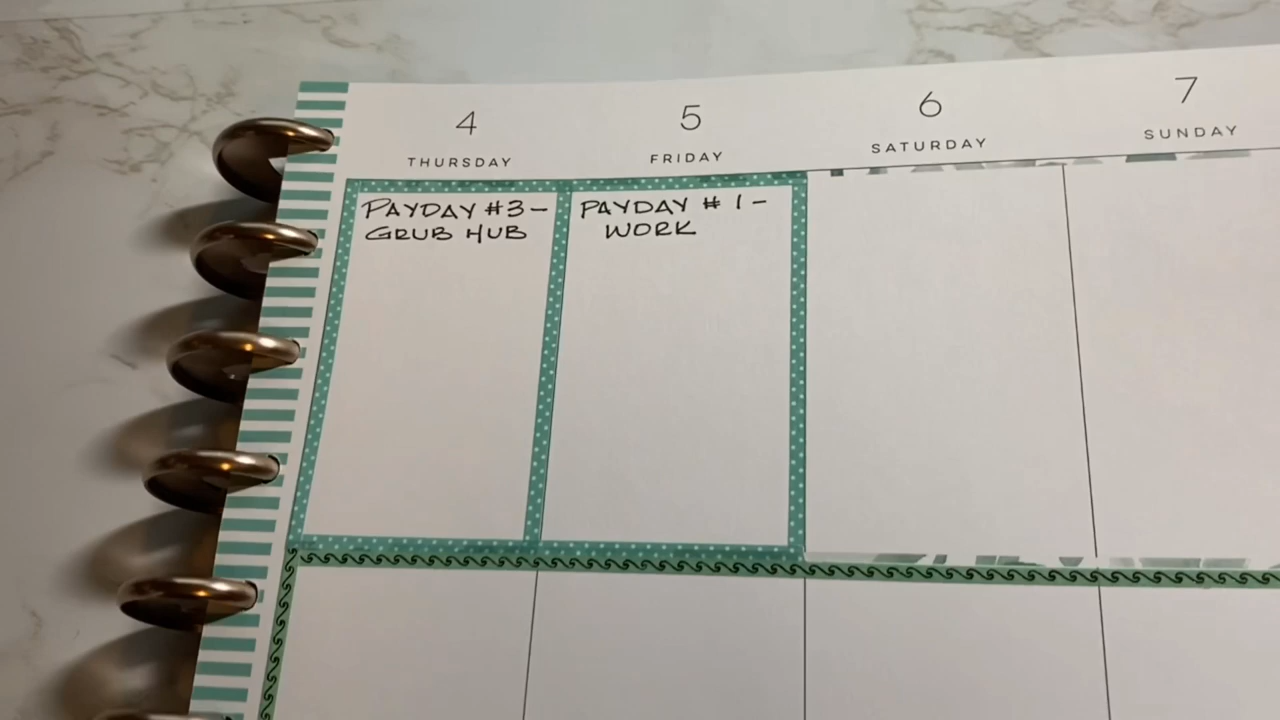 4
THURSDAY
5
FRIDAY
6
SATURDAY
7
SUNDAY
PAYDAY #3-
GRUB HUB
PAYDAY # 1-
WORK